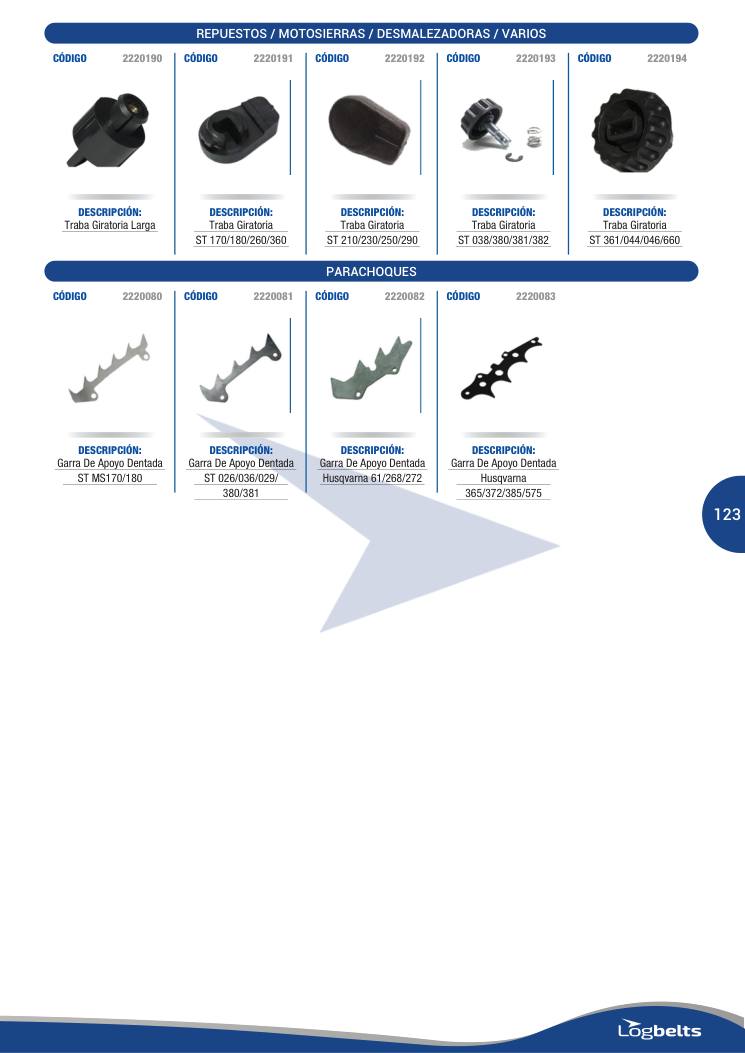 REPUESTOS / MOTOSIERRAS / DESMALEZADORAS / VARIOS
CÓDIGO 2220190
DESCRIPCIÓN:
Traba Giratoria Larga
CÓDIGO 2220191
DESCRIPCIÓN:
Traba Giratoria
ST 170/180/260/360
CÓDIGO 2220192
DESCRIPCIÓN:
Traba Giratoria
ST 210/230/250/290
CÓDIGO 2220193
DESCRIPCIÓN:
Traba Giratoria
ST 038/380/381/382
CÓDIGO 2220194
DESCRIPCIÓN:
Traba Giratoria
ST 361/044/046/660
PARACHOQUES
CÓDIGO 2220080
DESCRIPCIÓN:
Garra De Apoyo Dentada
ST MS170/180
CÓDIGO 2220081
DESCRIPCIÓN:
Garra De Apoyo Dentada
ST 026/036/029/
380/381
CÓDIGO 2220082
DESCRIPCIÓN:
Garra De Apoyo Dentada
Husqvarna 61/268/272
CÓDIGO 2220083
DESCRIPCIÓN:
Garra De Apoyo Dentada
Husqvarna
365/372/385/575
123
Logbelts